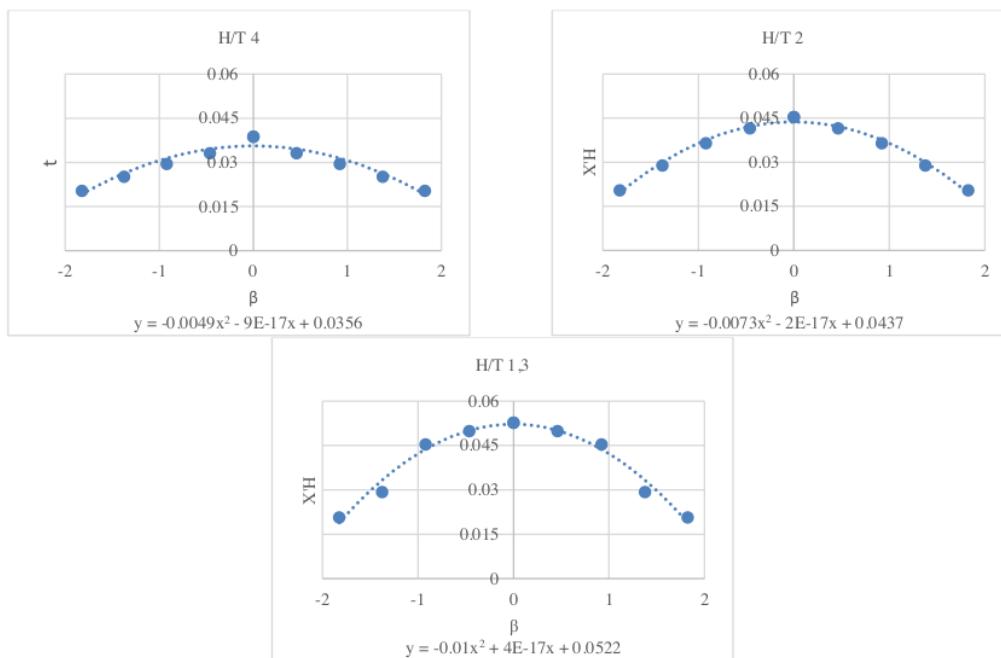 H/T 4
0.06
0.045
0.03
0.015
0
-2 -1 0 1 2
t
β
y = -0.0049x² - 9E-17x + 0.0356
H/T 2
0.06
0.045
0.03
0.015
0
-2 -1 0 1 2
X'H
β
y = -0.0073x² - 2E-17x + 0.0437
H/T 1,3
0.06
0.045
0.03
0.015
0
-2 -1 0 1 2
X'H
β
y = -0.01x² + 4E-17x + 0.0522